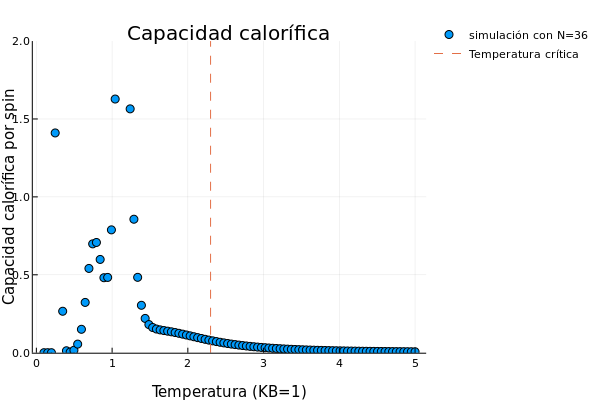 Capacidad calorífica
simulación con N=36
Temperatura crítica
Capacidad calorífica por spin
2.0
1.5
1.0
0.5
0.0
0
1
2
3
4
5
Temperatura (KB=1)